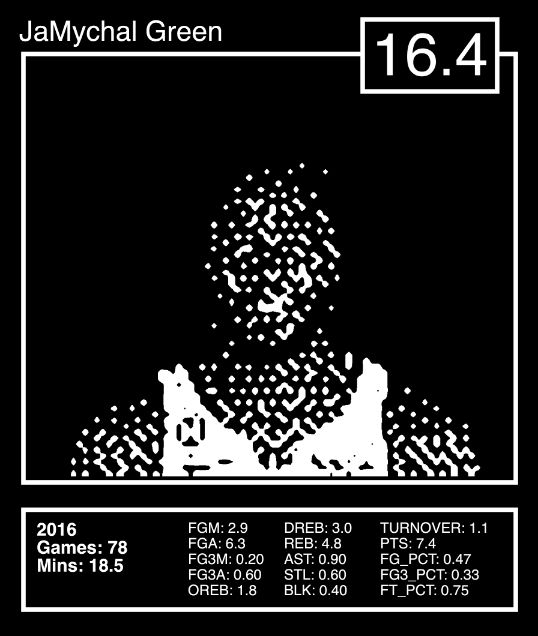 JaMychal Green
16.4
2016
Games: 78
Mins: 18.5
FGM: 2.9
FGA: 6.3
FG3M: 0.20
FG3A: 0.60
OREB: 1.8
DREB: 3.0
REB: 4.8
AST: 0.90
STL: 0.60
BLK: 0.40
TURNOVER: 1.1
PTS: 7.4
FG_PCT: 0.47
FG3_PCT: 0.33
FT_PCT: 0.75